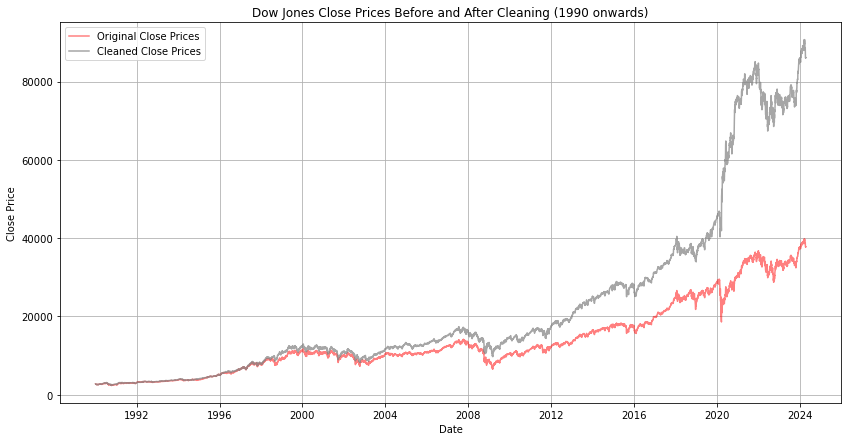 Dow Jones Close Prices Before and After Cleaning (1990 onwards)
Original Close Prices
Cleaned Close Prices
80000
60000
40000
20000
0
Close Price
1992 1996 2000 2004 2008 2012 2016 2020 2024
Date